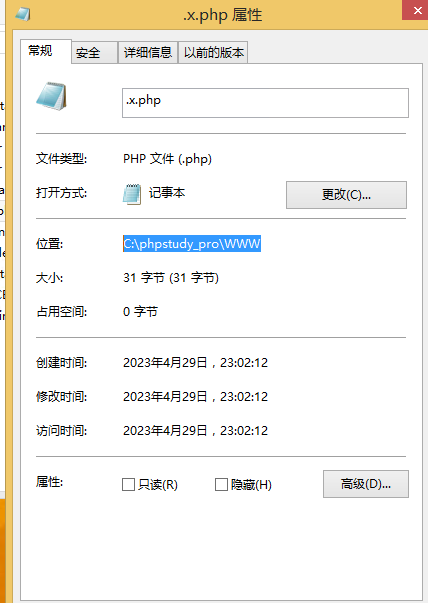 .x.php 属性
常规 安全 详细信息 以前的版本
.x.php
文件类型: PHP 文件 (.php)
打开方式: 记事本 更改(C)...
位置: C:\phpstudy_pro\WWW
大小: 31 字节 (31 字节)
占用空间: 0 字节
创建时间: 2023年4月29日，23:02:12
修改时间: 2023年4月29日，23:02:12
访问时间: 2023年4月29日，23:02:12
属性: 只读(R) 隐藏(H) 高级(D)...